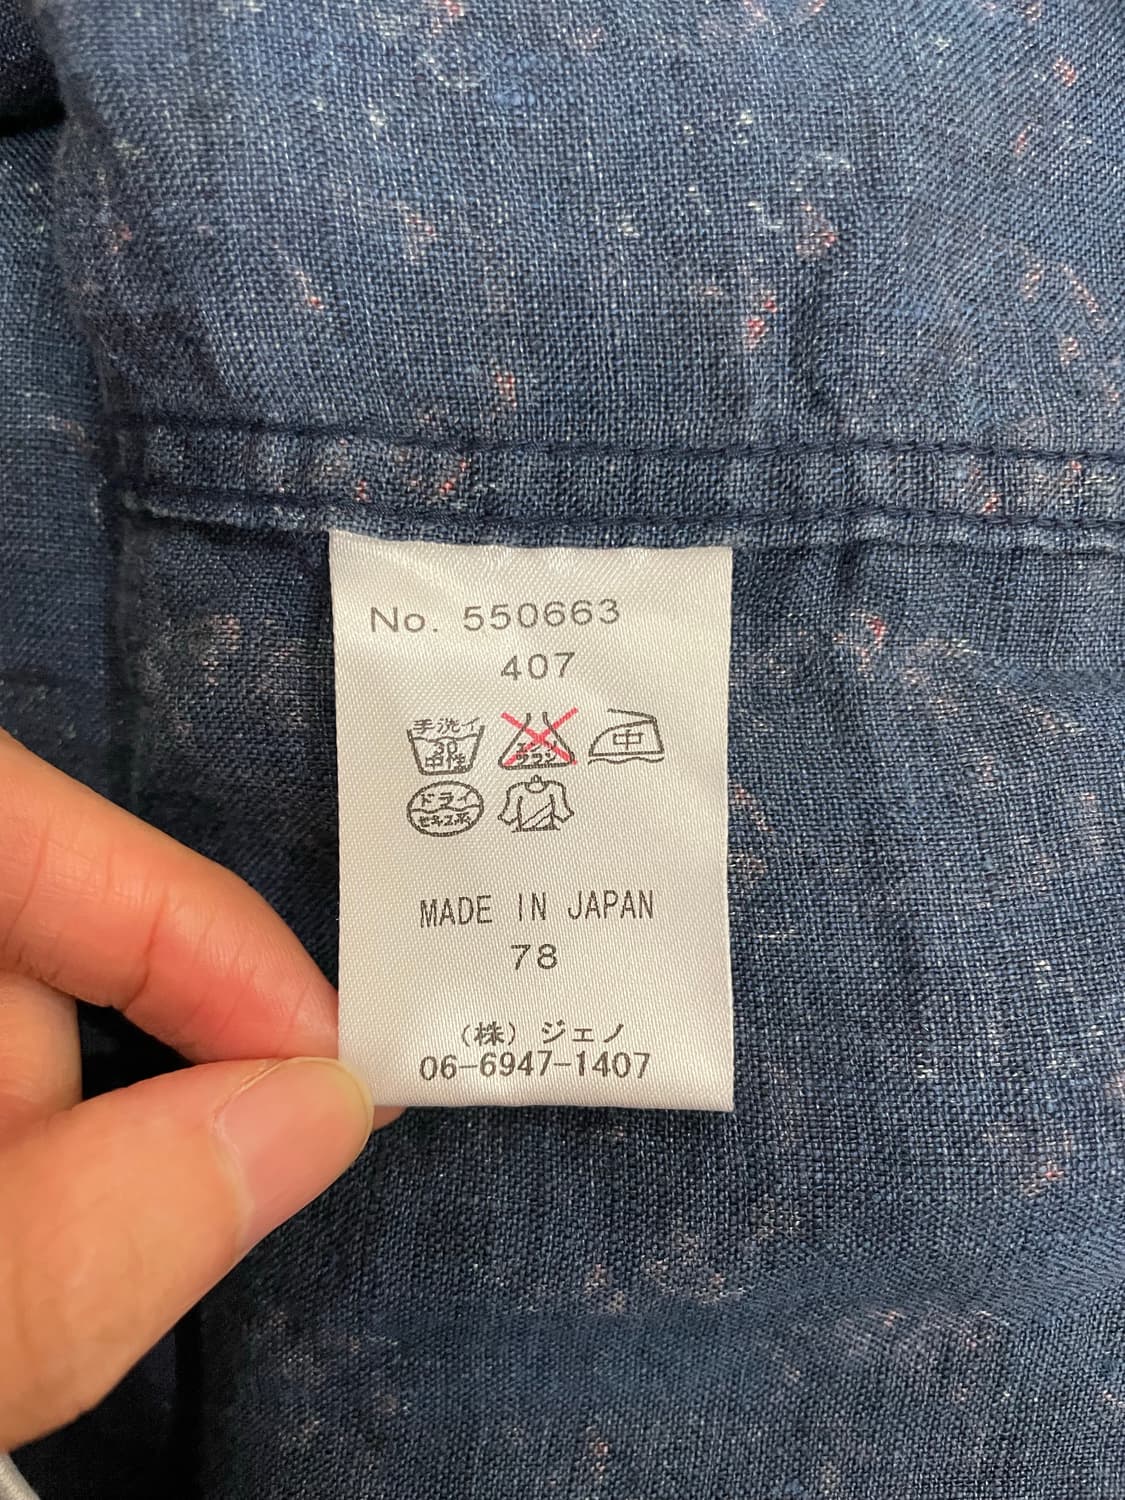 No. 550663
407
手洗イ
30
中性
エンソ
サラシ
中
ドライ
セキユ系
MADE IN JAPAN
78
(株) ジェノ
06-6947-1407